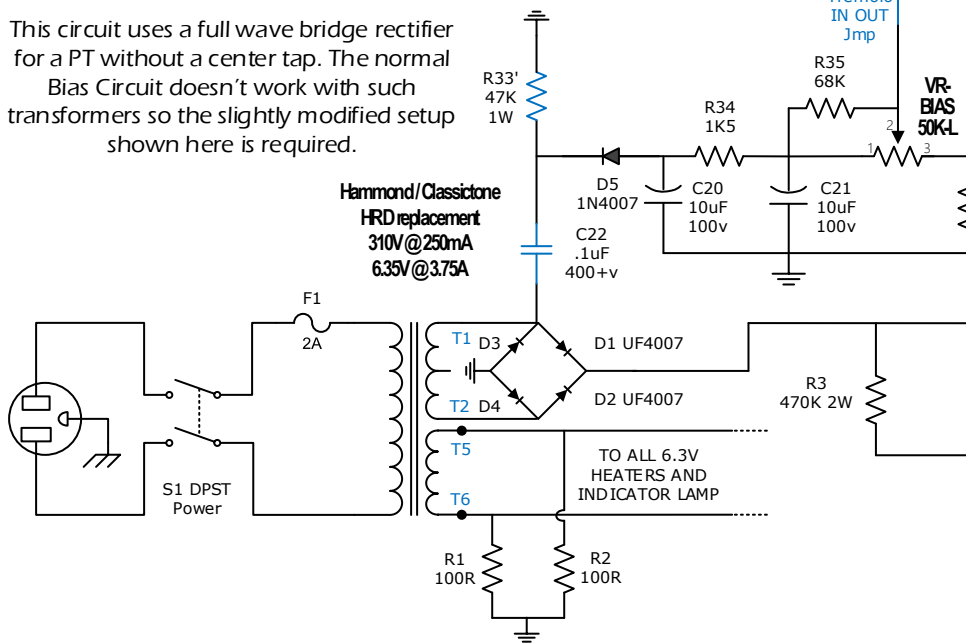 This circuit uses a full wave bridge rectifier
for a PT without a center tap. The normal
Bias Circuit doesn't work with such
transformers so the slightly modified setup
shown here is required.
IN OUT
Jmp
R33'
47K
1W
R35
68K
R34
1K5
VR-
BIAS
50K-L
1
2
3
D5
1N4007
C20
10uF
100v
C21
10uF
100v
Hammond/Classictone
HRD replacement
310V@250mA
6.35V@3.75A
C22
.1uF
400+v
F1
2A
T1
D3
D1 UF4007
T2
D4
D2 UF4007
R3
470K 2W
T5
T6
TO ALL 6.3V
HEATERS AND
INDICATOR LAMP
S1 DPST
Power
R1
100R
R2
100R